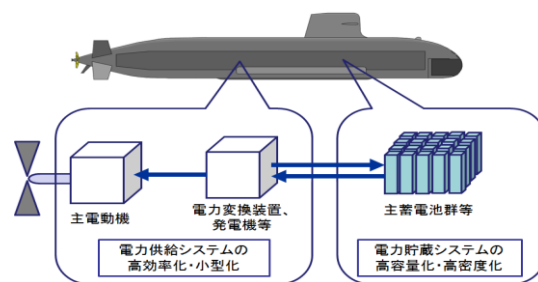 主電動機
電力変換装置、
発電機等
主蓄電池群等
電力供給システムの
高効率化・小型化
電力貯蔵システムの
高容量化・高密度化